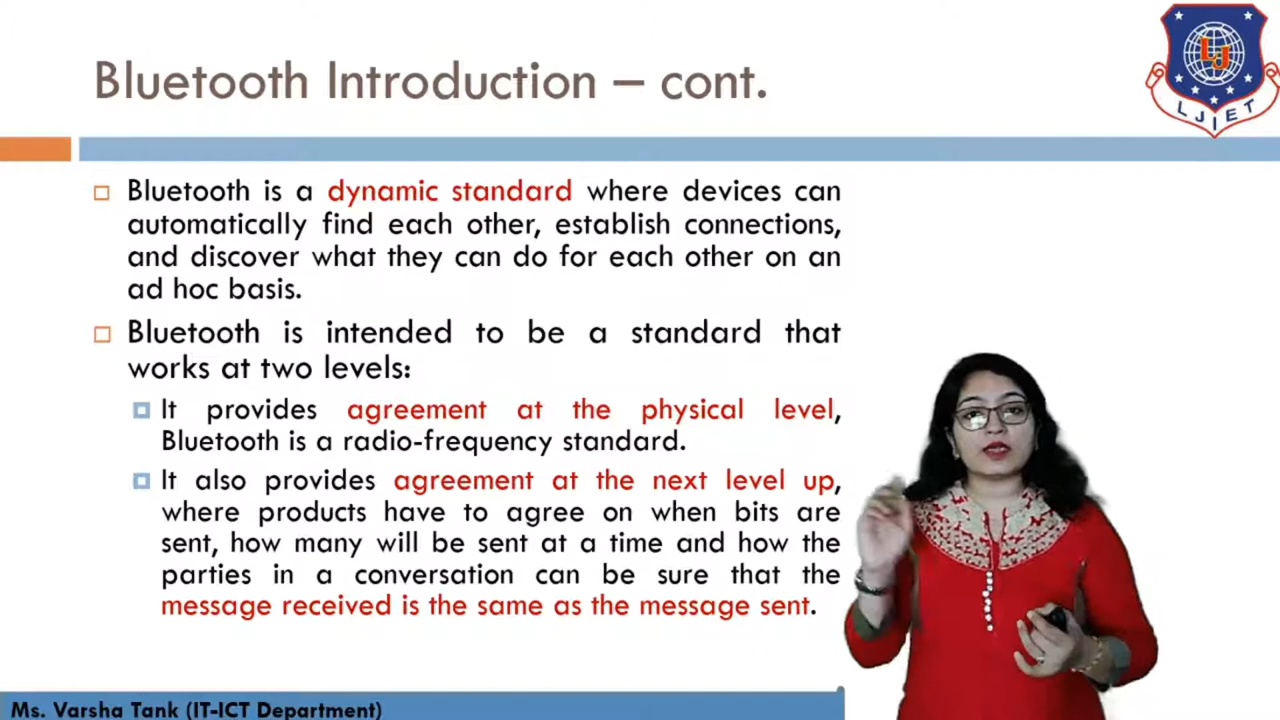 Bluetooth Introduction – cont.
LJIET
Bluetooth is a dynamic standard where devices can
automatically find each other, establish connections,
and discover what they can do for each other on an
ad hoc basis.
Bluetooth is intended to be a standard that
works at two levels:
It provides agreement at the physical level,
Bluetooth is a radio-frequency standard.
It also provides agreement at the next level up,
where products have to agree on when bits are
sent, how many will be sent at a time and how the
parties in a conversation can be sure that the
message received is the same as the message sent.
Ms. Varsha Tank (IT-ICT Department)